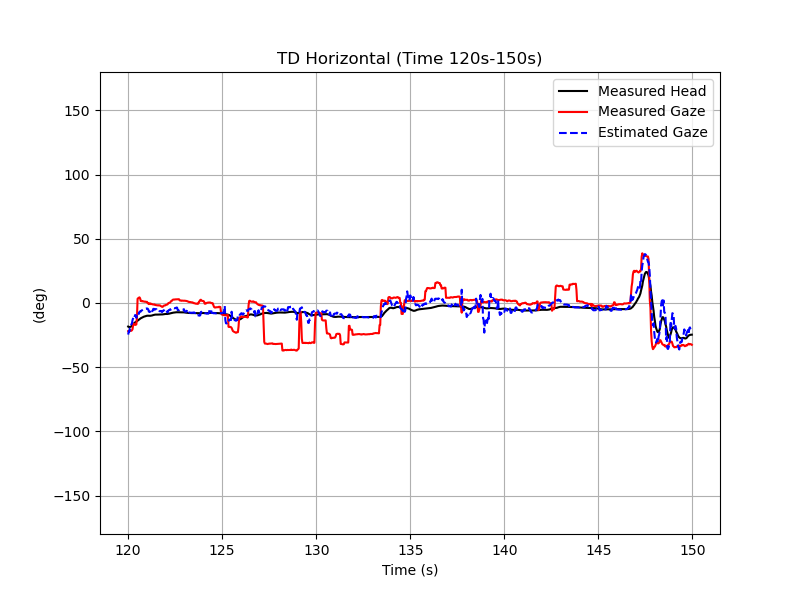 TD Horizontal (Time 120s-150s)
Measured Head
Measured Gaze
Estimated Gaze
150
100
50
0
−50
−100
−150
(deg)
120
125
130
135
140
145
150
Time (s)